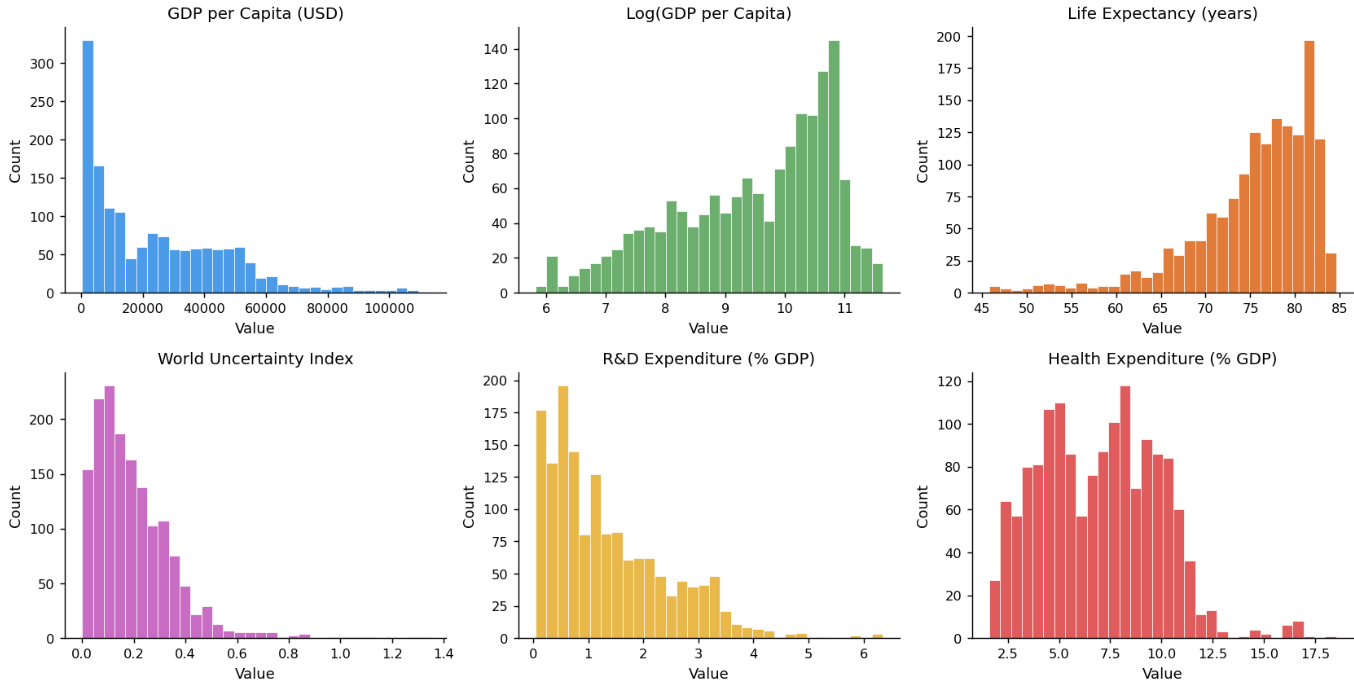 GDP per Capita (USD)
Count
300
250
200
150
100
50
0
0 20000 40000 60000 80000 100000
Value
Log(GDP per Capita)
Count
140
120
100
80
60
40
20
0
6 7 8 9 10 11
Value
Life Expectancy (years)
Count
200
175
150
125
100
75
50
25
0
45 50 55 60 65 70 75 80 85
Value
World Uncertainty Index
Count
200
150
100
50
0
0.0 0.2 0.4 0.6 0.8 1.0 1.2 1.4
Value
R&D Expenditure (% GDP)
Count
200
175
150
125
100
75
50
25
0
0 1 2 3 4 5 6
Value
Health Expenditure (% GDP)
Count
120
100
80
60
40
20
0
2.5 5.0 7.5 10.0 12.5 15.0 17.5
Value